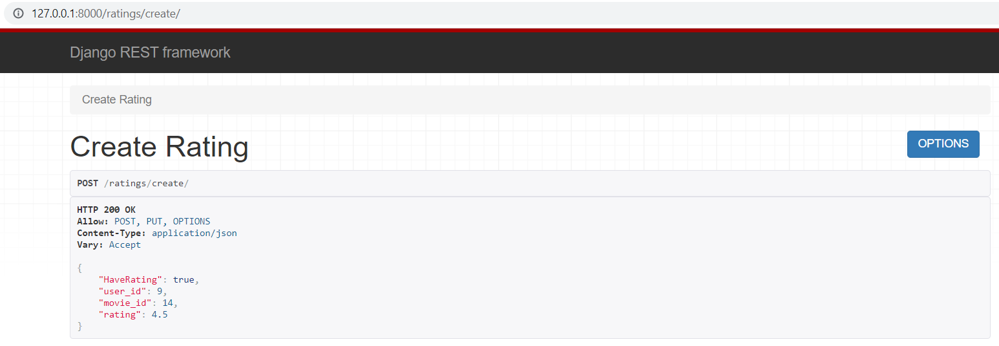 127.0.0.1:8000/ratings/create/
Django REST framework
Create Rating
Create Rating
OPTIONS
POST /ratings/create/
HTTP 200 OK
Allow: POST, PUT, OPTIONS
Content-Type: application/json
Vary: Accept
{
    "HaveRating": true,
    "user_id": 9,
    "movie_id": 14,
    "rating": 4.5
}